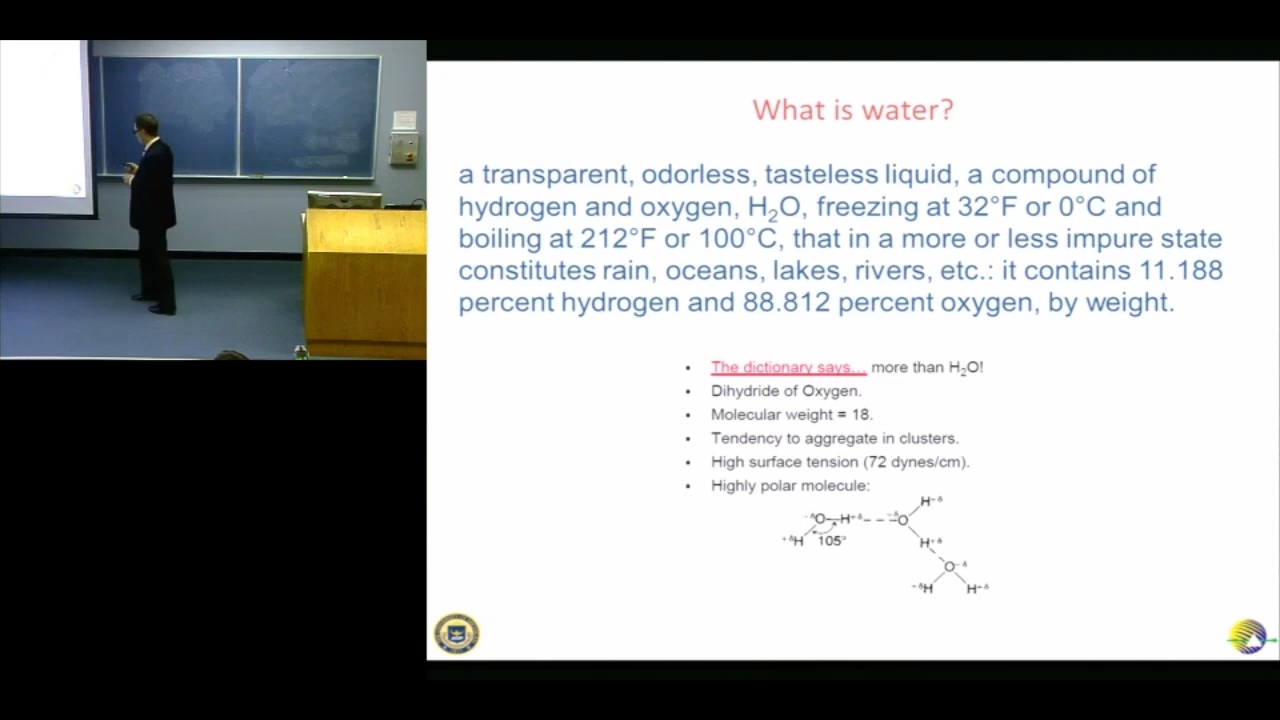 What is water?
a transparent, odorless, tasteless liquid, a compound of
hydrogen and oxygen, H₂O, freezing at 32°F or 0°C and
boiling at 212°F or 100°C, that in a more or less impure state
constitutes rain, oceans, lakes, rivers, etc.: it contains 11.188
percent hydrogen and 88.812 percent oxygen, by weight.
• The dictionary says... more than H₂O!
• Dihydride of Oxygen.
• Molecular weight = 18.
• Tendency to aggregate in clusters.
• High surface tension (72 dynes/cm).
• Highly polar molecule:
H⁻ᵟ
⁻ᵟO—H⁺ᵟ– – –⁻ᵟO
⁺ᵟH 105° H⁺ᵟ
O⁻ᵟ
⁻ᵟH H⁺ᵟ